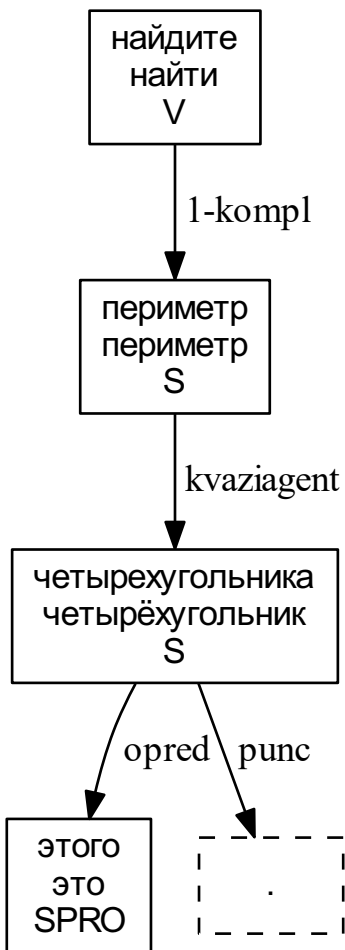 найдите
найти
V
1-kompl
периметр
периметр
S
kvaziagent
четырехугольника
четырёхугольник
S
opred punc
этого
это
SPRO
.